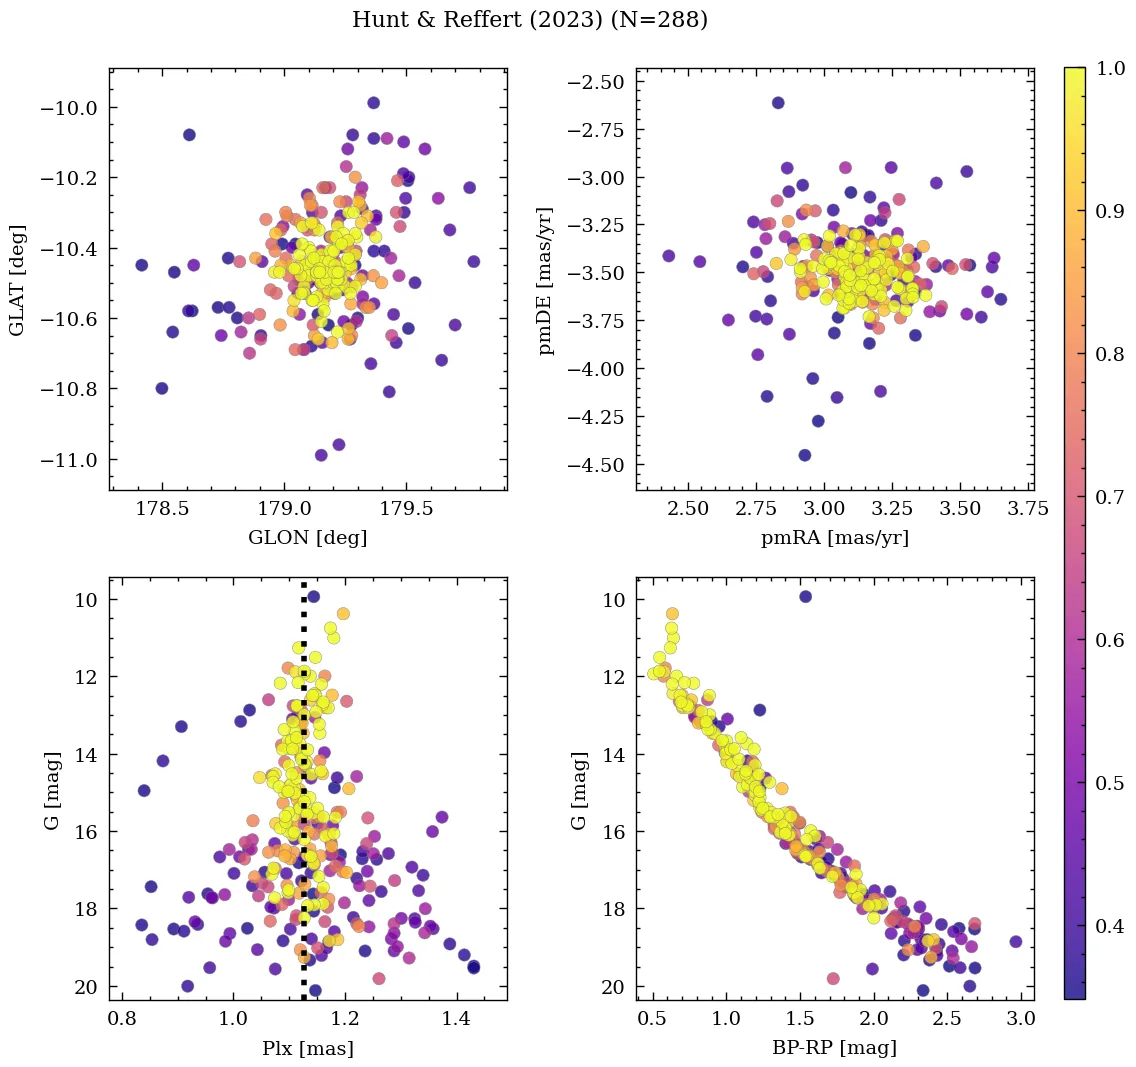 Hunt & Reffert (2023) (N=288)
−10.0
−10.2
−10.4
−10.6
−10.8
−11.0
GLAT [deg]
178.5 179.0 179.5
GLON [deg]
−2.50
−2.75
−3.00
−3.25
−3.50
−3.75
−4.00
−4.25
−4.50
pmDE [mas/yr]
2.50 2.75 3.00 3.25 3.50 3.75
pmRA [mas/yr]
1.0
0.9
0.8
0.7
0.6
0.5
0.4
10
12
14
16
18
20
G [mag]
0.8 1.0 1.2 1.4
Plx [mas]
10
12
14
16
18
20
G [mag]
0.5 1.0 1.5 2.0 2.5 3.0
BP-RP [mag]